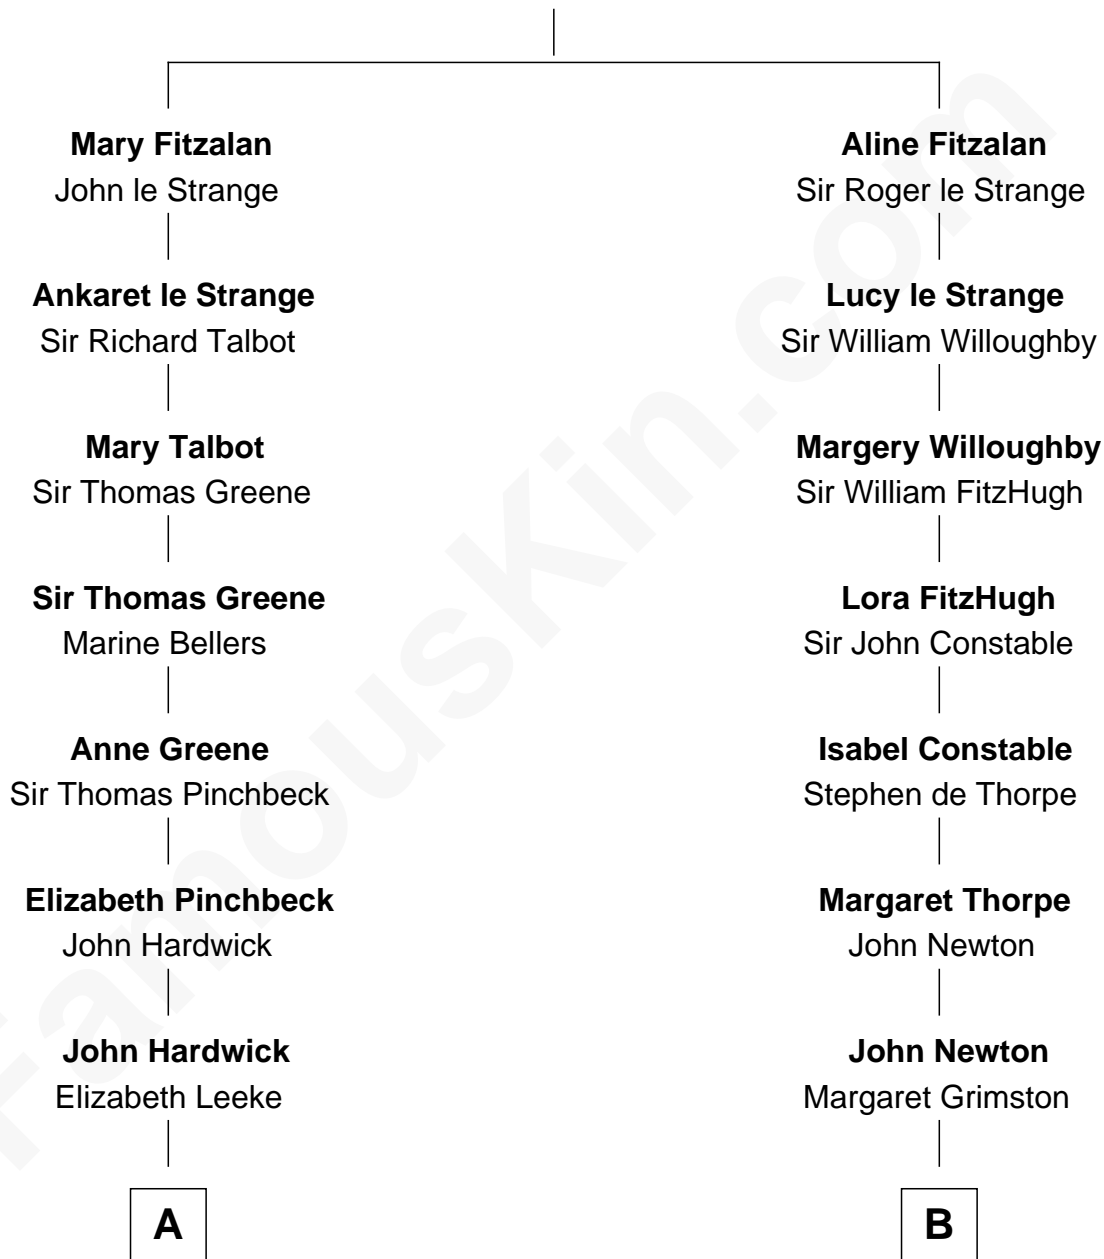 Mary Fitzalan
John le Strange
Aline Fitzalan
Sir Roger le Strange
Ankaret le Strange
Sir Richard Talbot
Lucy le Strange
Sir William Willoughby
Mary Talbot
Sir Thomas Greene
Margery Willoughby
Sir William FitzHugh
Sir Thomas Greene
Marine Bellers
Lora FitzHugh
Sir John Constable
Anne Greene
Sir Thomas Pinchbeck
Isabel Constable
Stephen de Thorpe
Elizabeth Pinchbeck
John Hardwick
Margaret Thorpe
John Newton
John Hardwick
Elizabeth Leeke
John Newton
Margaret Grimston
A
B
FamousKin.com